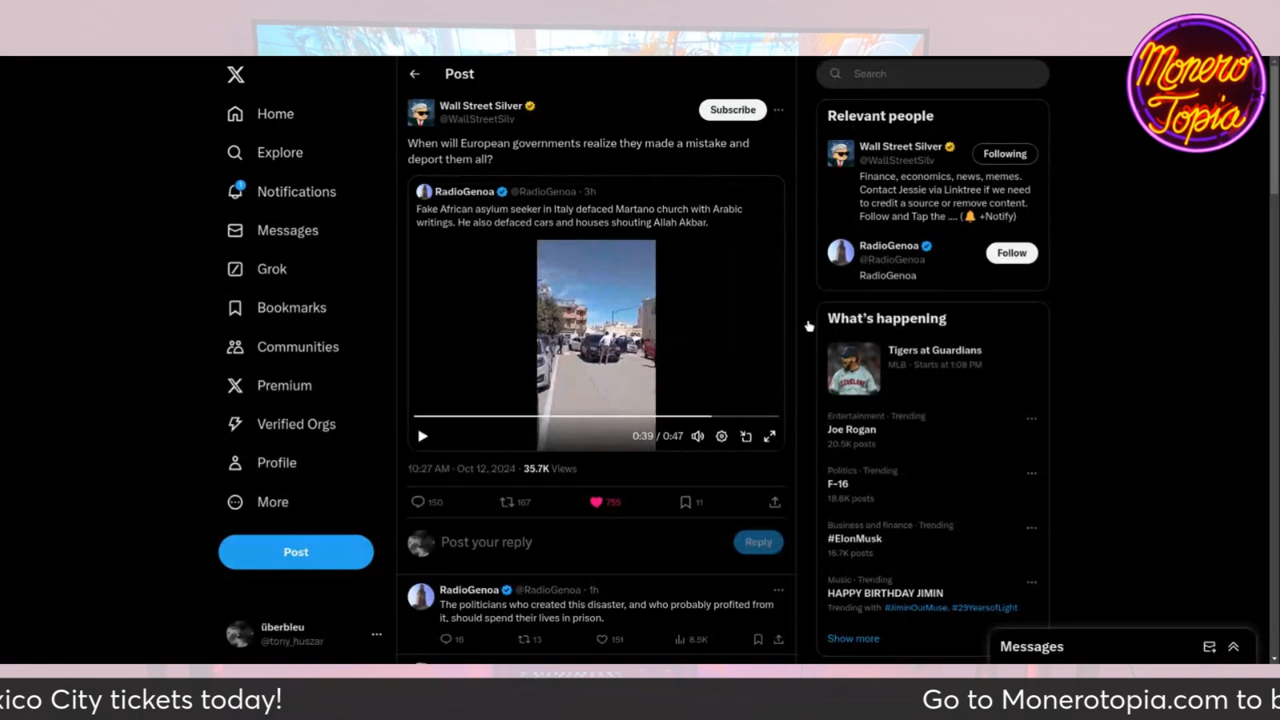 Monero
Topia
X
Home
Explore
Notifications
Messages
Grok
Bookmarks
Communities
Premium
Verified Orgs
Profile
More
Post
überbleu
@tony_huszar
Post
Wall Street Silver
@WallStreetSilv
Subscribe
When will European governments realize they made a mistake and
deport them all?
RadioGenoa @RadioGenoa · 3h
Fake African asylum seeker in Italy defaced Martano church with Arabic
writings. He also defaced cars and houses shouting Allah Akbar.
0:39 / 0:47
10:27 AM · Oct 12, 2024 · 35.7K Views
150 167 755 11
Post your reply
Reply
RadioGenoa @RadioGenoa · 1h
The politicians who created this disaster, and who probably profited from
it, should spend their lives in prison.
16 13 151 8.5K
Search
Relevant people
Wall Street Silver
@WallStreetSilv
Following
Finance, economics, news, memes.
Contact Jessie via Linktree if we need
to credit a source or remove content.
Follow and Tap the .... (🔔 +Notify)
RadioGenoa
@RadioGenoa
Follow
RadioGenoa
What's happening
Tigers at Guardians
MLB · Starts at 1:08 PM
Entertainment · Trending
Joe Rogan
20.5K posts
Politics · Trending
F-16
18.6K posts
Business and finance · Trending
#ElonMusk
16.7K posts
Music · Trending
HAPPY BIRTHDAY JIMIN
Trending with #JiminOurMuse, #29YearsofLight
Show more
Messages
xico City tickets today!
Go to Monerotopia.com to b